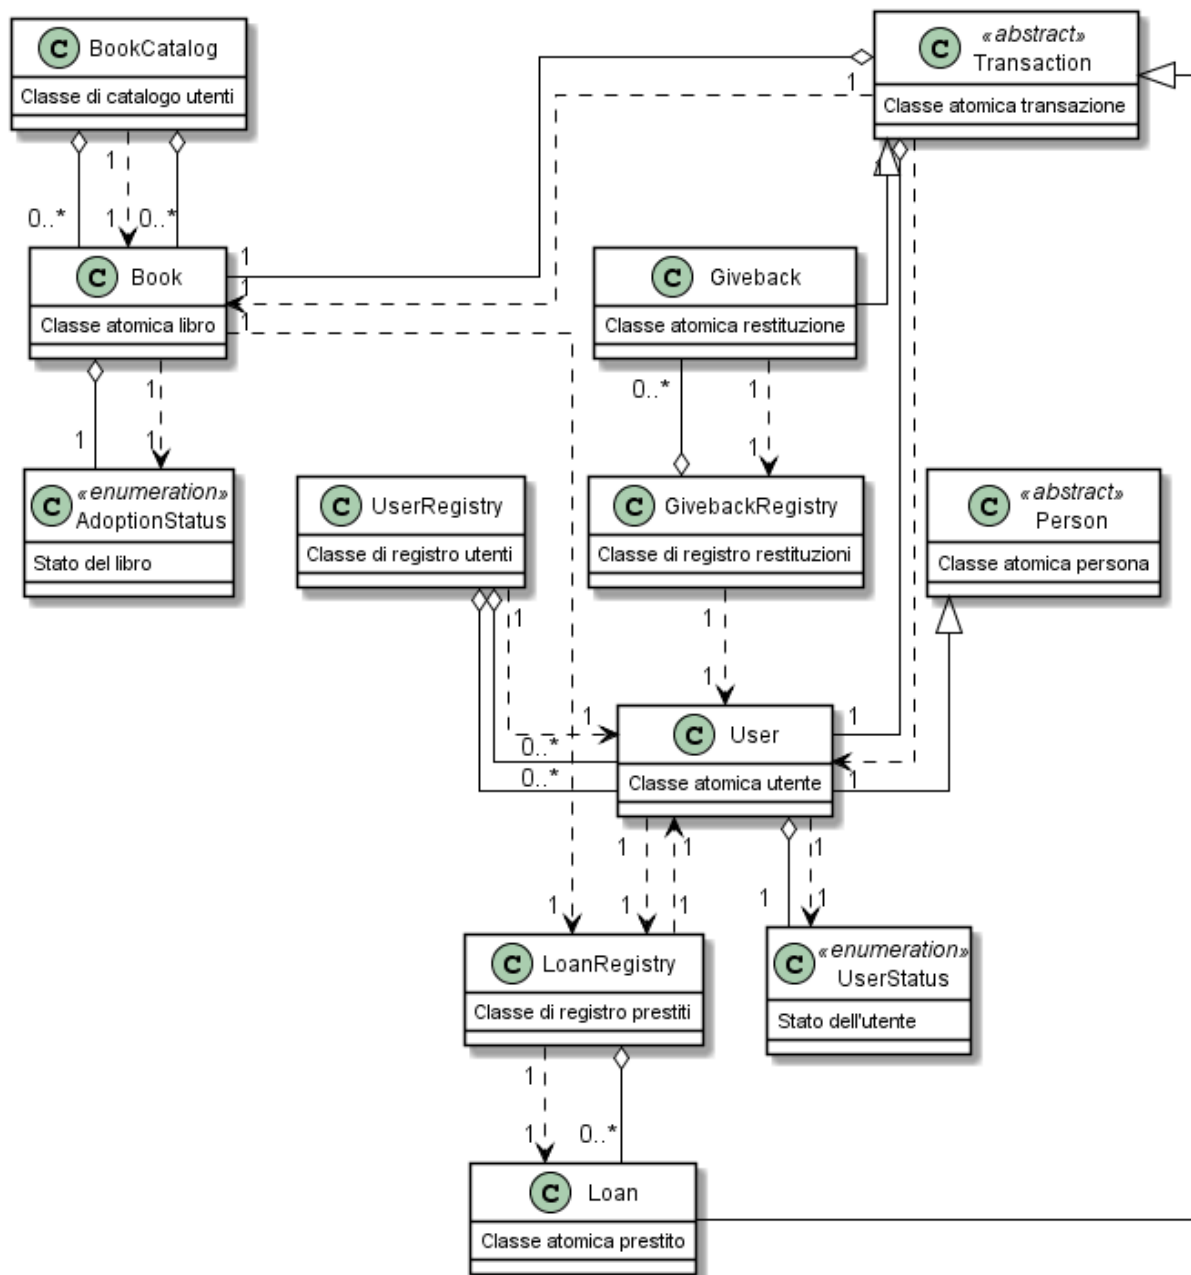 C BookCatalog
Classe di catalogo utenti
«abstract»
C Transaction
Classe atomica transazione
1
1
1 0..* 0..*
C Book
Classe atomica libro
1
1
1
C Giveback
Classe atomica restituzione
1
1 1
0..*
1
1
«enumeration»
C AdoptionStatus
Stato del libro
C UserRegistry
Classe di registro utenti
C GivebackRegistry
Classe di registro restituzioni
«abstract»
C Person
Classe atomica persona
1
1
1
1
0..*
0..*
C User
Classe atomica utente
1
1
1
1
1
1
1
1
1
1
C LoanRegistry
Classe di registro prestiti
«enumeration»
C UserStatus
Stato dell'utente
1
1
0..*
C Loan
Classe atomica prestito